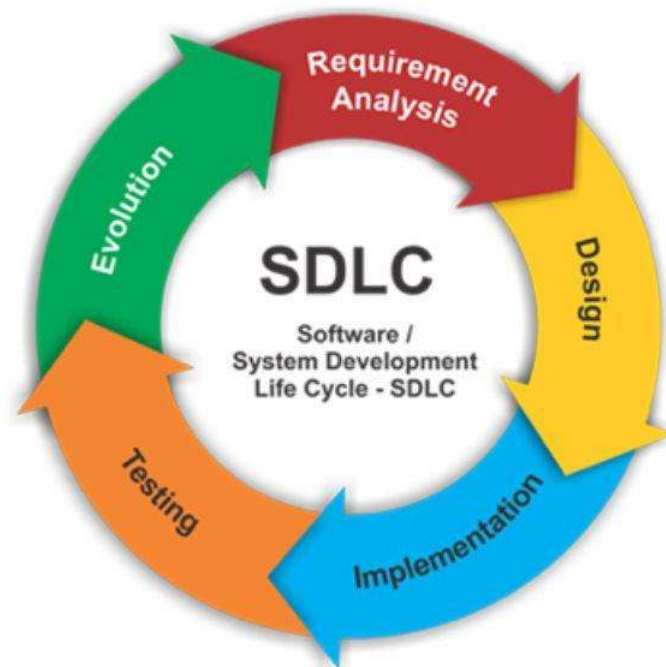 Requirement
Analysis
Design
Implementation
Testing
Evolution
SDLC
Software /
System Development
Life Cycle - SDLC